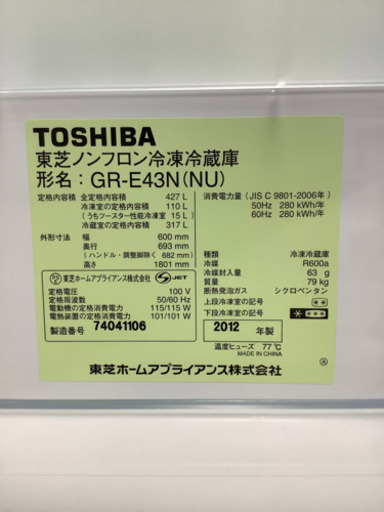 TOSHIBA
東芝ノンフロン冷凍冷蔵庫
形名：GR-E43N(NU)
定格内容積 全定格内容積 427 L
冷凍室の定格内容積 110 L
(うちフースター性能冷凍室 15 L)
冷蔵室の定格内容積 317 L
外形寸法 幅 600 mm
奥行 693 mm
(ハンドル・調整脚除く 682 mm)
高さ 1801 mm
東芝ホームアプライアンス株式会社 S-JET
定格電圧 100 V
定格周波数 50/60 Hz
電動機の定格消費電力 115/115 W
電熱装置の定格消費電力 101/101 W
製造番号 74041106
消費電力量 (JIS C 9801-2006年)
50Hz 280 kWh/年
60Hz 280 kWh/年
種類 冷凍冷蔵庫
冷媒 R600a
冷媒封入量 63 g
質量 79 kg
断熱発泡ガス シクロペンタン
上段冷凍室の記号 **
下段冷凍室の記号 ****
2012 年製
温度ヒューズ 77℃
MADE IN CHINA
Ⓐ
東芝ホームアプライアンス株式会社